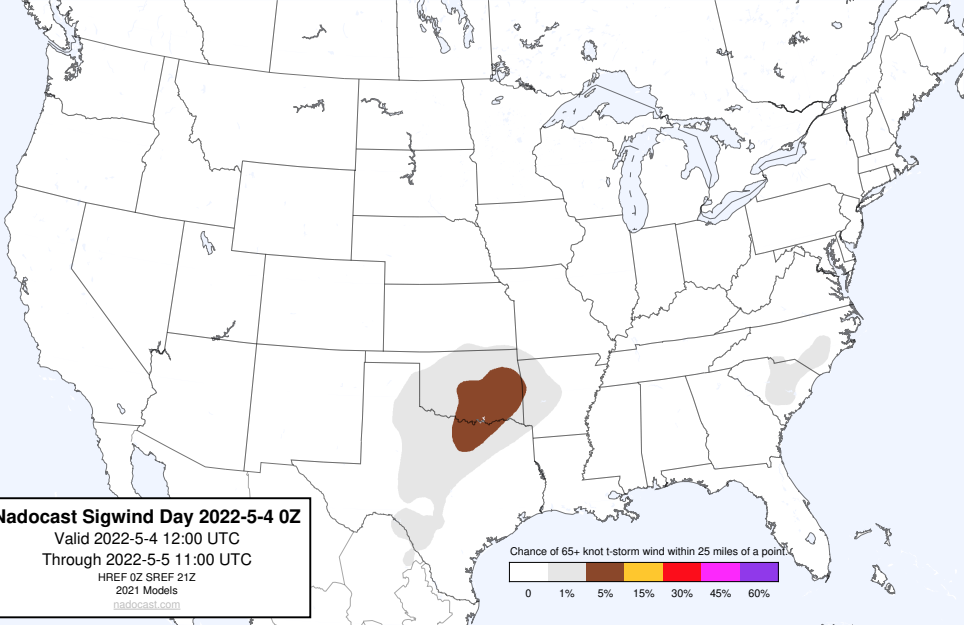 Nadocast Sigwind Day 2022-5-4 0Z
Valid 2022-5-4 12:00 UTC
Through 2022-5-5 11:00 UTC
HREF 0Z SREF 21Z
2021 Models
nadocast.com
Chance of 65+ knot t-storm wind within 25 miles of a point.
0 1% 5% 15% 30% 45% 60%